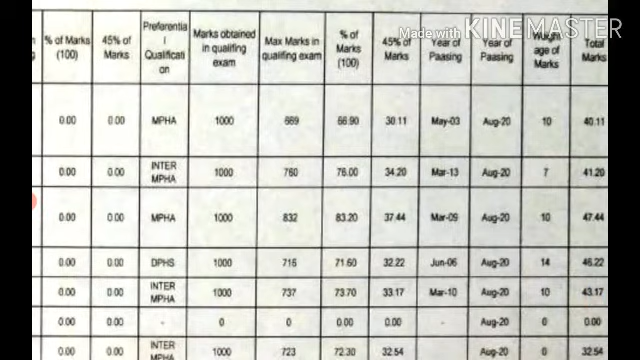 Made with KINEMASTER
% of Marks (100) 45% of Marks Preferential Qualification Marks obtained in qualifing exam Max Marks in qualifing exam % of Marks (100) 45% of Marks Year of Paasing Year of Paasing Weight age of Marks Total Marks
0.00 0.00 MPHA 1000 669 66.90 30.11 May-03 Aug-20 10 40.11
0.00 0.00 INTER MPHA 1000 760 76.00 34.20 Mar-13 Aug-20 7 41.20
0.00 0.00 MPHA 1000 832 83.20 37.44 Mar-09 Aug-20 10 47.44
0.00 0.00 DPHS 1000 716 71.60 32.22 Jun-06 Aug-20 14 46.22
0.00 0.00 INTER MPHA 1000 737 73.70 33.17 Mar-10 Aug-20 10 43.17
0.00 0.00 - 0 0 0.00 0.00 Aug-20 0 0.00
0.00 0.00 INTER MPHA 1000 723 72.30 32.54 Aug-20 0 32.54